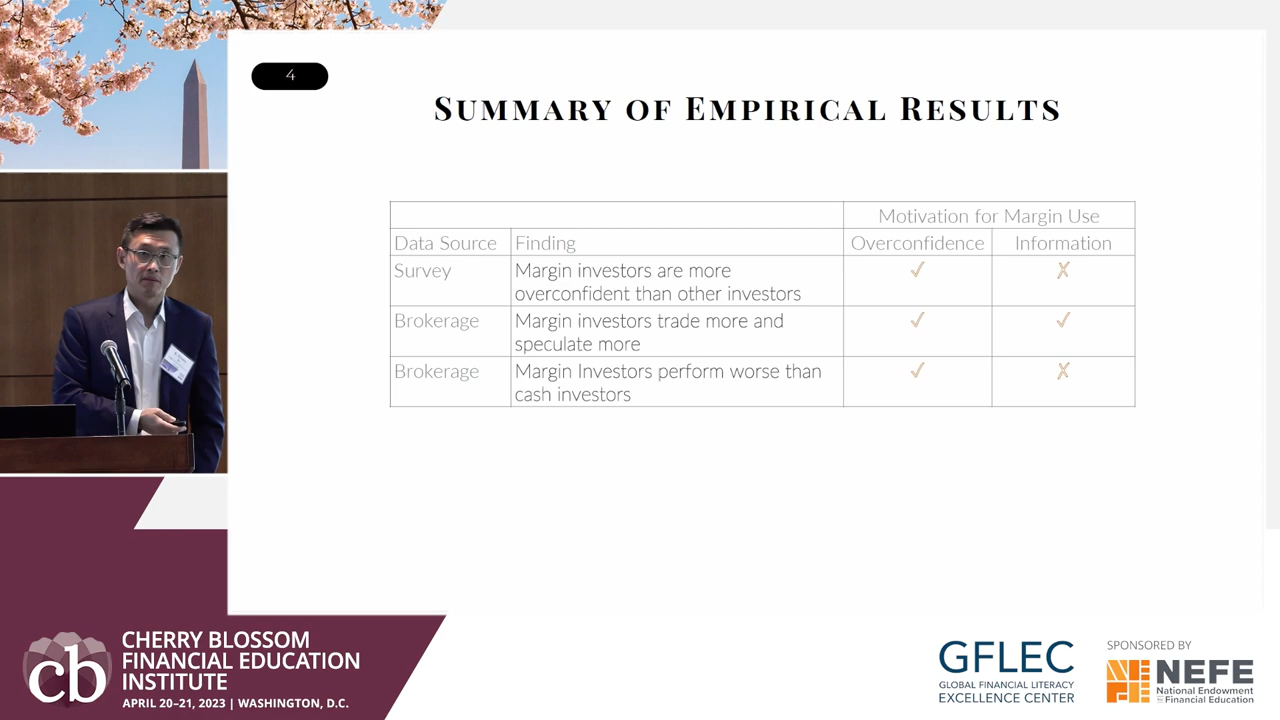 4
Summary of Empirical Results
Motivation for Margin Use
Data Source Finding Overconfidence Information
Survey Margin investors are more overconfident than other investors ✓ ✗
Brokerage Margin investors trade more and speculate more ✓ ✓
Brokerage Margin Investors perform worse than cash investors ✓ ✗
cb
CHERRY BLOSSOM
FINANCIAL EDUCATION
INSTITUTE
APRIL 20–21, 2023 | WASHINGTON, D.C.
GFLEC
GLOBAL FINANCIAL LITERACY
EXCELLENCE CENTER
SPONSORED BY
NEFE
National Endowment
for Financial Education